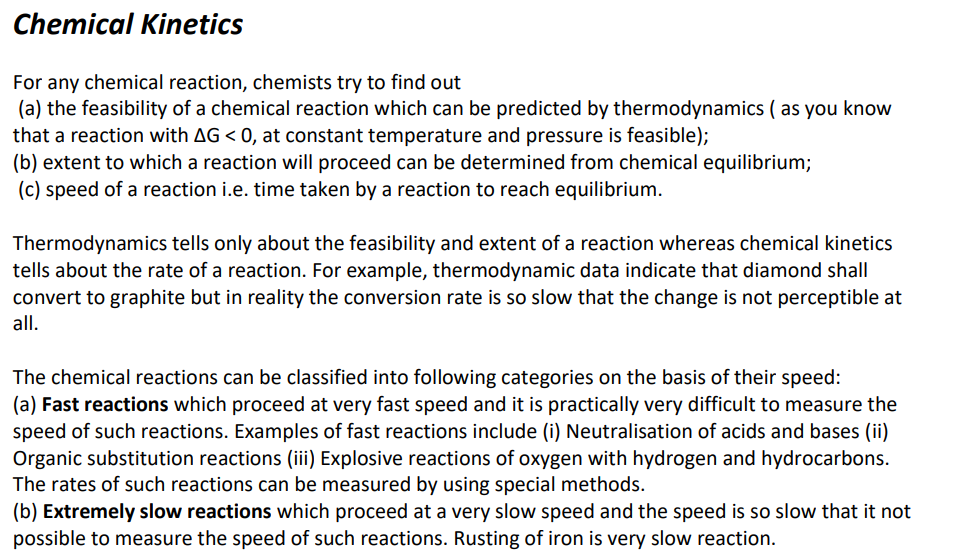 Chemical Kinetics
For any chemical reaction, chemists try to find out
(a) the feasibility of a chemical reaction which can be predicted by thermodynamics ( as you know
that a reaction with ΔG < 0, at constant temperature and pressure is feasible);
(b) extent to which a reaction will proceed can be determined from chemical equilibrium;
(c) speed of a reaction i.e. time taken by a reaction to reach equilibrium.
Thermodynamics tells only about the feasibility and extent of a reaction whereas chemical kinetics
tells about the rate of a reaction. For example, thermodynamic data indicate that diamond shall
convert to graphite but in reality the conversion rate is so slow that the change is not perceptible at
all.
The chemical reactions can be classified into following categories on the basis of their speed:
(a) Fast reactions which proceed at very fast speed and it is practically very difficult to measure the
speed of such reactions. Examples of fast reactions include (i) Neutralisation of acids and bases (ii)
Organic substitution reactions (iii) Explosive reactions of oxygen with hydrogen and hydrocarbons.
The rates of such reactions can be measured by using special methods.
(b) Extremely slow reactions which proceed at a very slow speed and the speed is so slow that it not
possible to measure the speed of such reactions. Rusting of iron is very slow reaction.